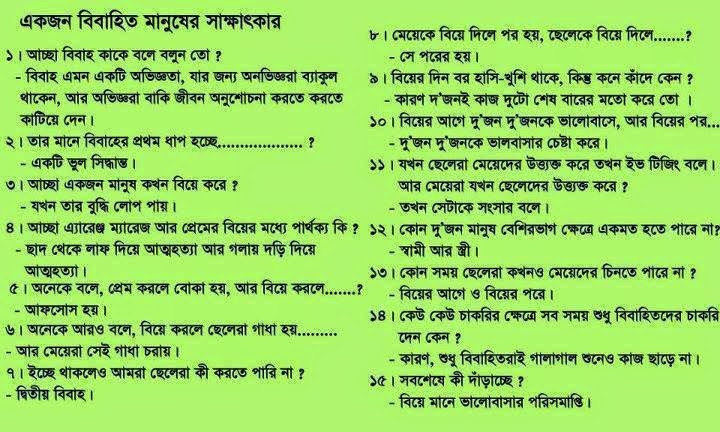 একজন বিবাহিত মানুষের সাক্ষাৎকার
১। আচ্ছা বিবাহ কাকে বলে বলুন তো ?
- বিবাহ এমন একটি অভিজ্ঞতা, যার জন্য অনভিজ্ঞরা ব্যাকুল
থাকেন, আর অভিজ্ঞরা বাকি জীবন অনুশোচনা করতে করতে
কাটিয়ে দেন।
২। তার মানে বিবাহের প্রথম ধাপ হচ্ছে................... ?
- একটি ভুল সিদ্ধান্ত।
৩। আচ্ছা একজন মানুষ কখন বিয়ে করে ?
- যখন তার বুদ্ধি লোপ পায়।
৪। আচ্ছা এ্যারেঞ্জ ম্যারেজ আর প্রেমের বিয়ের মধ্যে পার্থক্য কি ?
- ছাদ থেকে লাফ দিয়ে আত্মহত্যা আর গলায় দড়ি দিয়ে
আত্মহত্যা।
৫। অনেকে বলে, প্রেম করলে বোকা হয়, আর বিয়ে করলে.......?
- আফসোস হয়।
৬। অনেকে আরও বলে, বিয়ে করলে ছেলেরা গাধা হয়.........
- আর মেয়েরা সেই গাধা চরায়।
৭। ইচ্ছে থাকলেও আমরা ছেলেরা কী করতে পারি না ?
- দ্বিতীয় বিবাহ।
৮। মেয়েকে বিয়ে দিলে পর হয়, ছেলেকে বিয়ে দিলে.......?
- সে পরের হয়।
৯। বিয়ের দিন বর হাসি-খুশি থাকে, কিন্তু কনে কাঁদে কেন ?
- কারণ দু'জনই কাজ দুটো শেষ বারের মতো করে তো ।
১০। বিয়ের আগে দু'জন দু'জনকে ভালোবাসে, আর বিয়ের পর...
- দু'জন দু'জনকে ভালবাসার চেষ্টা করে।
১১। যখন ছেলেরা মেয়েদের উত্ত্যক্ত করে তখন ইভ টিজিং বলে।
আর মেয়েরা যখন ছেলেদের উত্ত্যক্ত করে ?
- তখন সেটাকে সংসার বলে।
১২। কোন দু'জন মানুষ বেশিরভাগ ক্ষেত্রে একমত হতে পারে না?
- স্বামী আর স্ত্রী।
১৩। কোন সময় ছেলেরা কখনও মেয়েদের চিনতে পারে না ?
- বিয়ের আগে ও বিয়ের পরে।
১৪। কেউ কেউ চাকরির ক্ষেত্রে সব সময় শুধু বিবাহিতদের চাকরি
দেন কেন ?
- কারণ, শুধু বিবাহিতরাই গালাগাল শুনেও কাজ ছাড়ে না।
১৫। সবশেষে কী দাঁড়াচ্ছে ?
- বিয়ে মানে ভালোবাসার পরিসমাপ্তি।